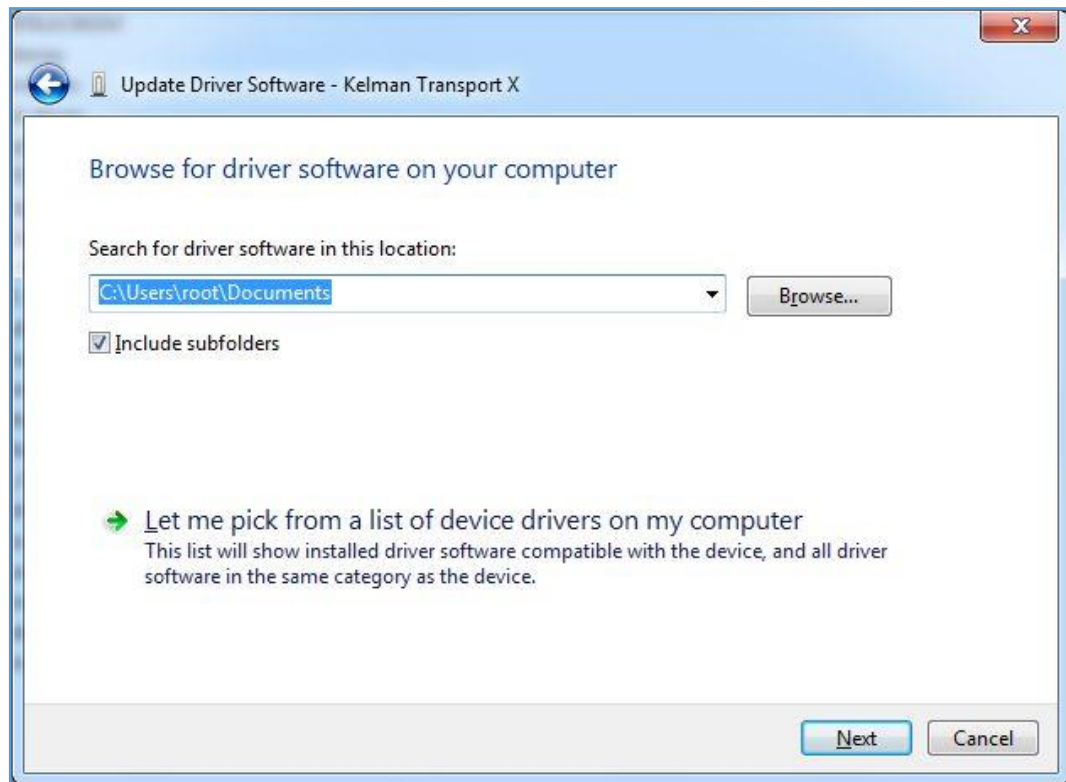 Update Driver Software - Kelman Transport X
Browse for driver software on your computer
Search for driver software in this location:
C:\Users\root\Documents
Browse...
Include subfolders
Let me pick from a list of device drivers on my computer
This list will show installed driver software compatible with the device, and all driver
software in the same category as the device.
Next
Cancel